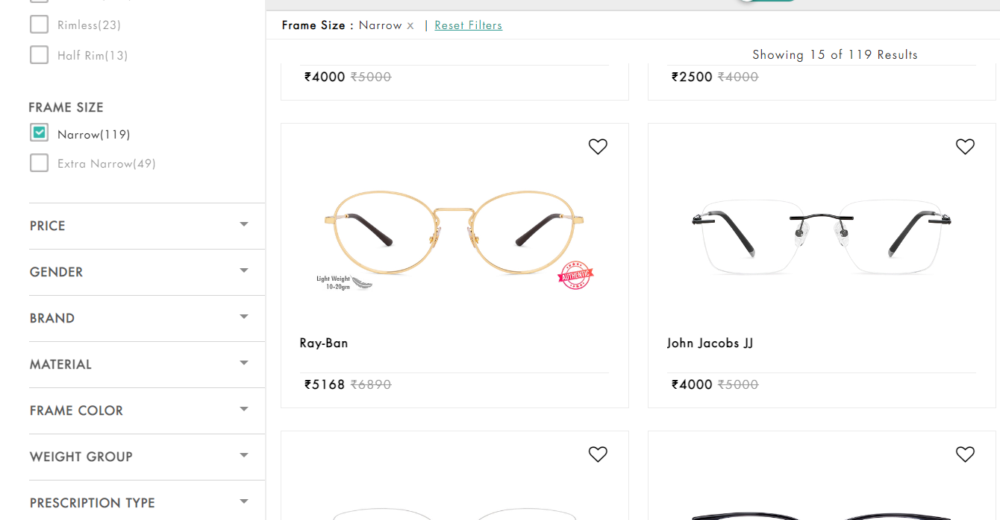 Rimless(23)
Half Rim(13)
FRAME SIZE
Narrow(119)
Extra Narrow(49)
PRICE
GENDER
BRAND
MATERIAL
FRAME COLOR
WEIGHT GROUP
PRESCRIPTION TYPE
Frame Size : Narrow x | Reset Filters
Showing 15 of 119 Results
₹4000 ₹5000
₹2500 ₹4000
Light Weight
10-20gm
AUTHENTIC
Ray-Ban
₹5168 ₹6890
John Jacobs JJ
₹4000 ₹5000